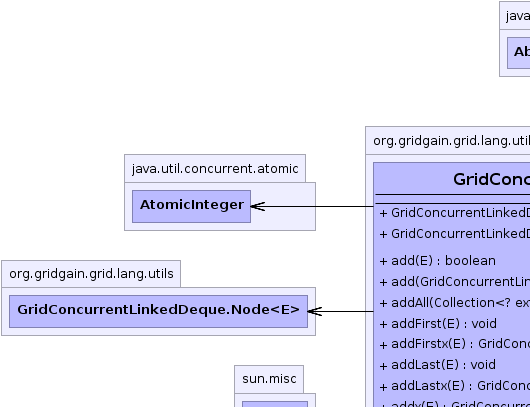 java
Ab
org.gridgain.grid.lang.util
java.util.concurrent.atomic
GridConc
AtomicInteger
+ GridConcurrentLinkedD
+ GridConcurrentLinkedD
+ add(E) : boolean
org.gridgain.grid.lang.utils
+ add(GridConcurrentLin
+ addAll(Collection<? ex
GridConcurrentLinkedDeque.Node<E>
+ addFirst(E) : void
+ addFirstx(E) : GridConc
+ addLast(E) : void
sun.misc
+ addLastx(E) : GridConc
+ addx(E) : GridConcurre